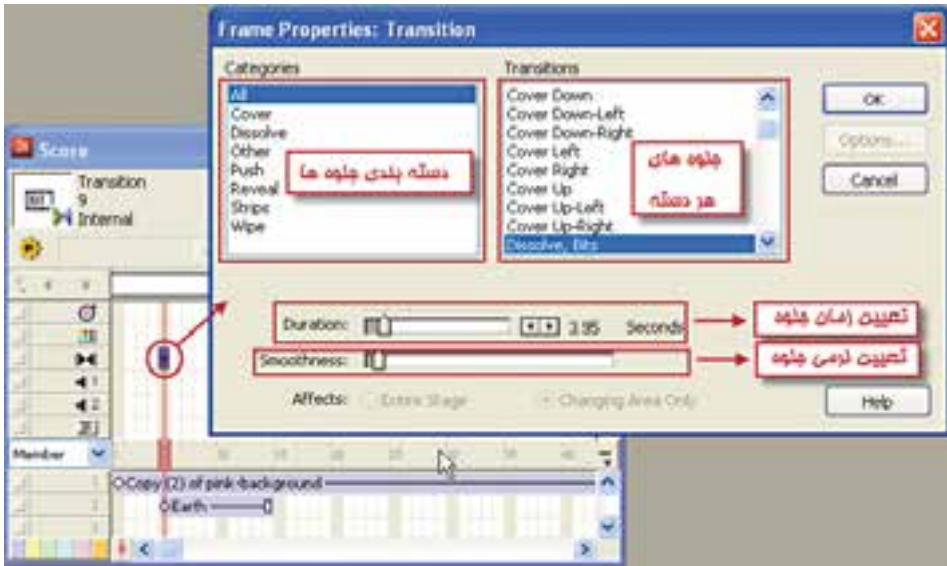 Frame Properties: Transition
Categories
All
Cover
Dissolve
Other
Push
Reveal
Strips
Wipe
دسته بندی جلوه ها
Transitions
Cover Down
Cover Down-Left
Cover Down-Right
Cover Left
Cover Right
Cover Up
Cover Up-Left
Cover Up-Right
Dissolve, Bits
جلوه های
هر دسته
OK
Options...
Cancel
Duration: 3.95 Seconds
تعیین زمان جلوه
Smoothness:
تعیین نرمی جلوه
Affects: Entire Stage Changing Area Only
Help
Score
Transition
9
Internal
1
2
Member
Copy (2) of pink-background
Earth